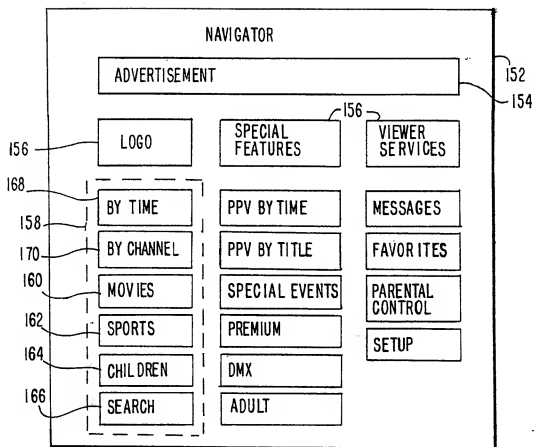 NAVIGATOR
ADVERTISEMENT
152
154
156
156
LOGO
SPECIAL
FEATURES
VIEWER
SERVICES
168
158
BY TIME
PPV BY TIME
MESSAGES
170
BY CHANNEL
PPV BY TITLE
FAVORITES
160
MOVIES
SPECIAL EVENTS
PARENTAL
CONTROL
162
SPORTS
PREMIUM
SETUP
164
CHILDREN
DMX
166
SEARCH
ADULT